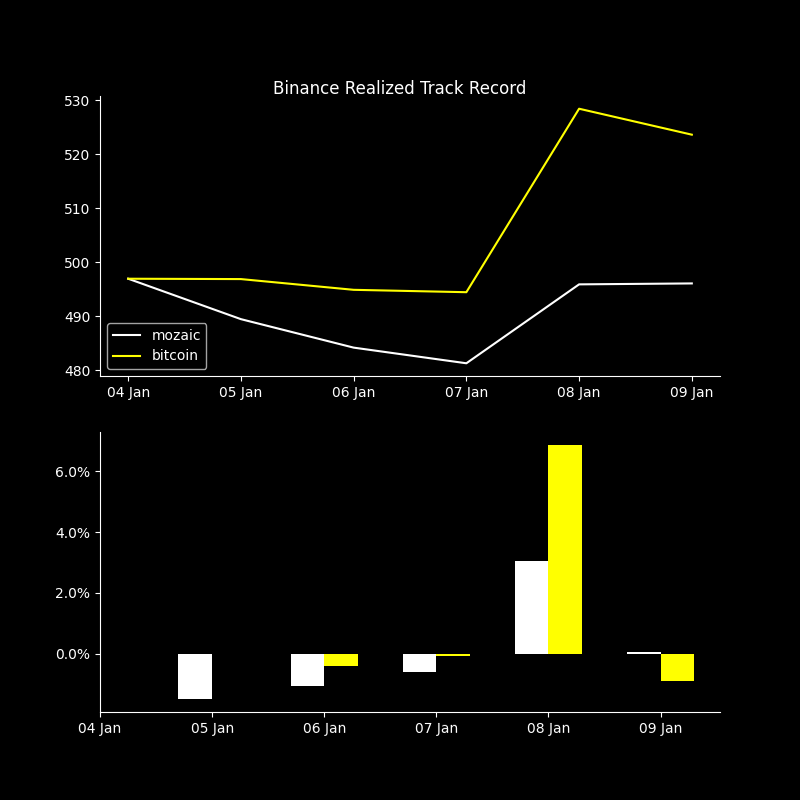 Binance Realized Track Record
530
520
510
500
490
480
mozaic
bitcoin
04 Jan 05 Jan 06 Jan 07 Jan 08 Jan 09 Jan
6.0%
4.0%
2.0%
0.0%
04 Jan 05 Jan 06 Jan 07 Jan 08 Jan 09 Jan